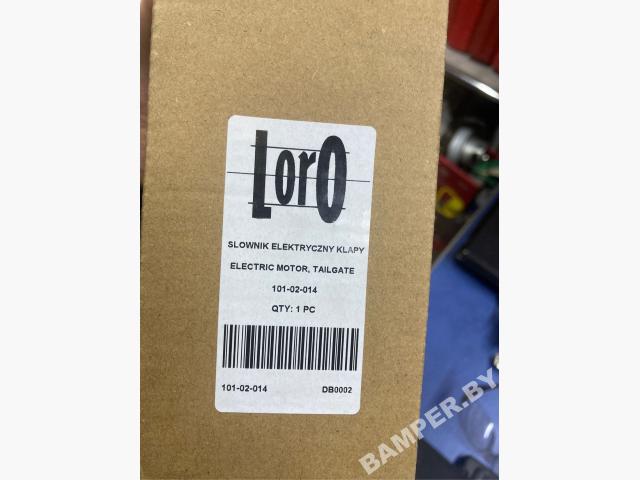 LorO
SLOWNIK ELEKTRYCZNY KLAPY
ELECTRIC MOTOR, TAILGATE
101-02-014
QTY: 1 PC
101-02-014 DB0002
BAMPER.BY